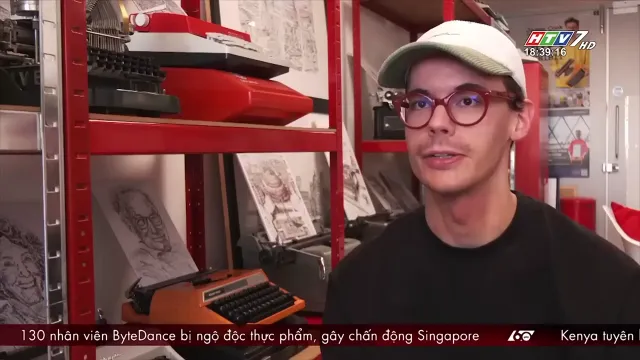 HTV7 HD
18:39:16
130 nhân viên ByteDance bị ngộ độc thực phẩm, gây chấn động Singapore
60
Kenya tuyên